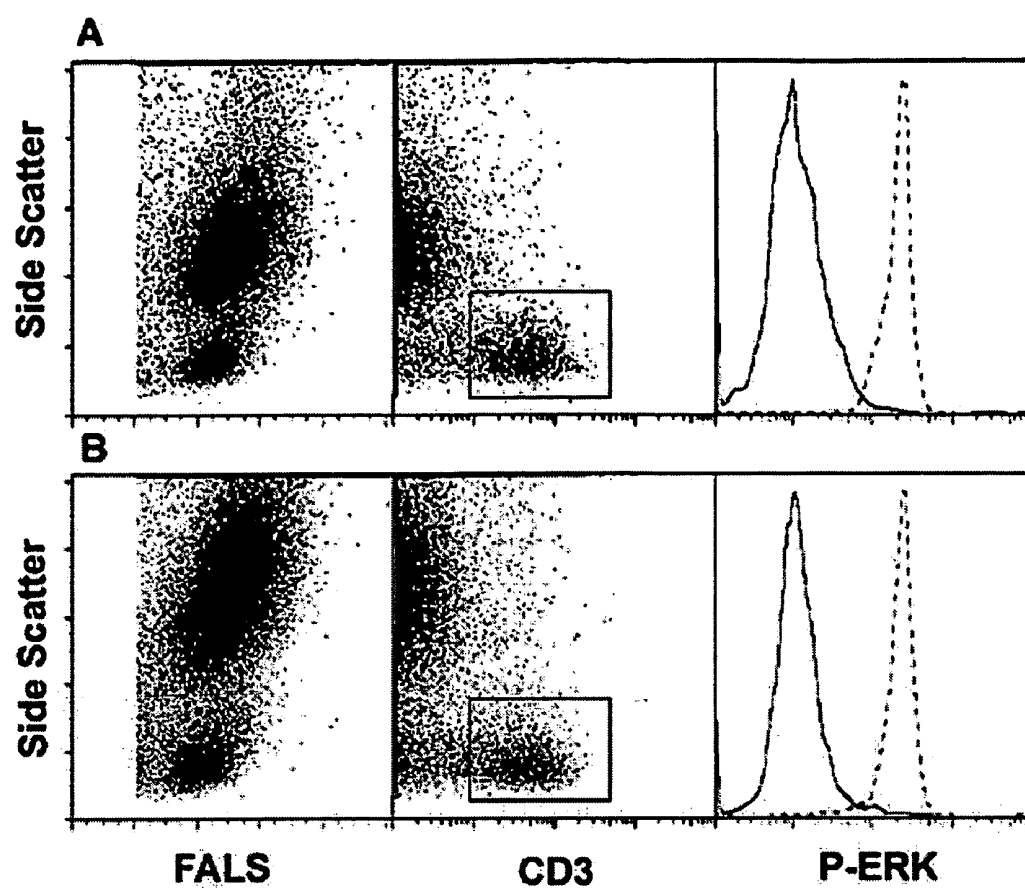 A
Side Scatter
B
Side Scatter
FALS
CD3
P-ERK